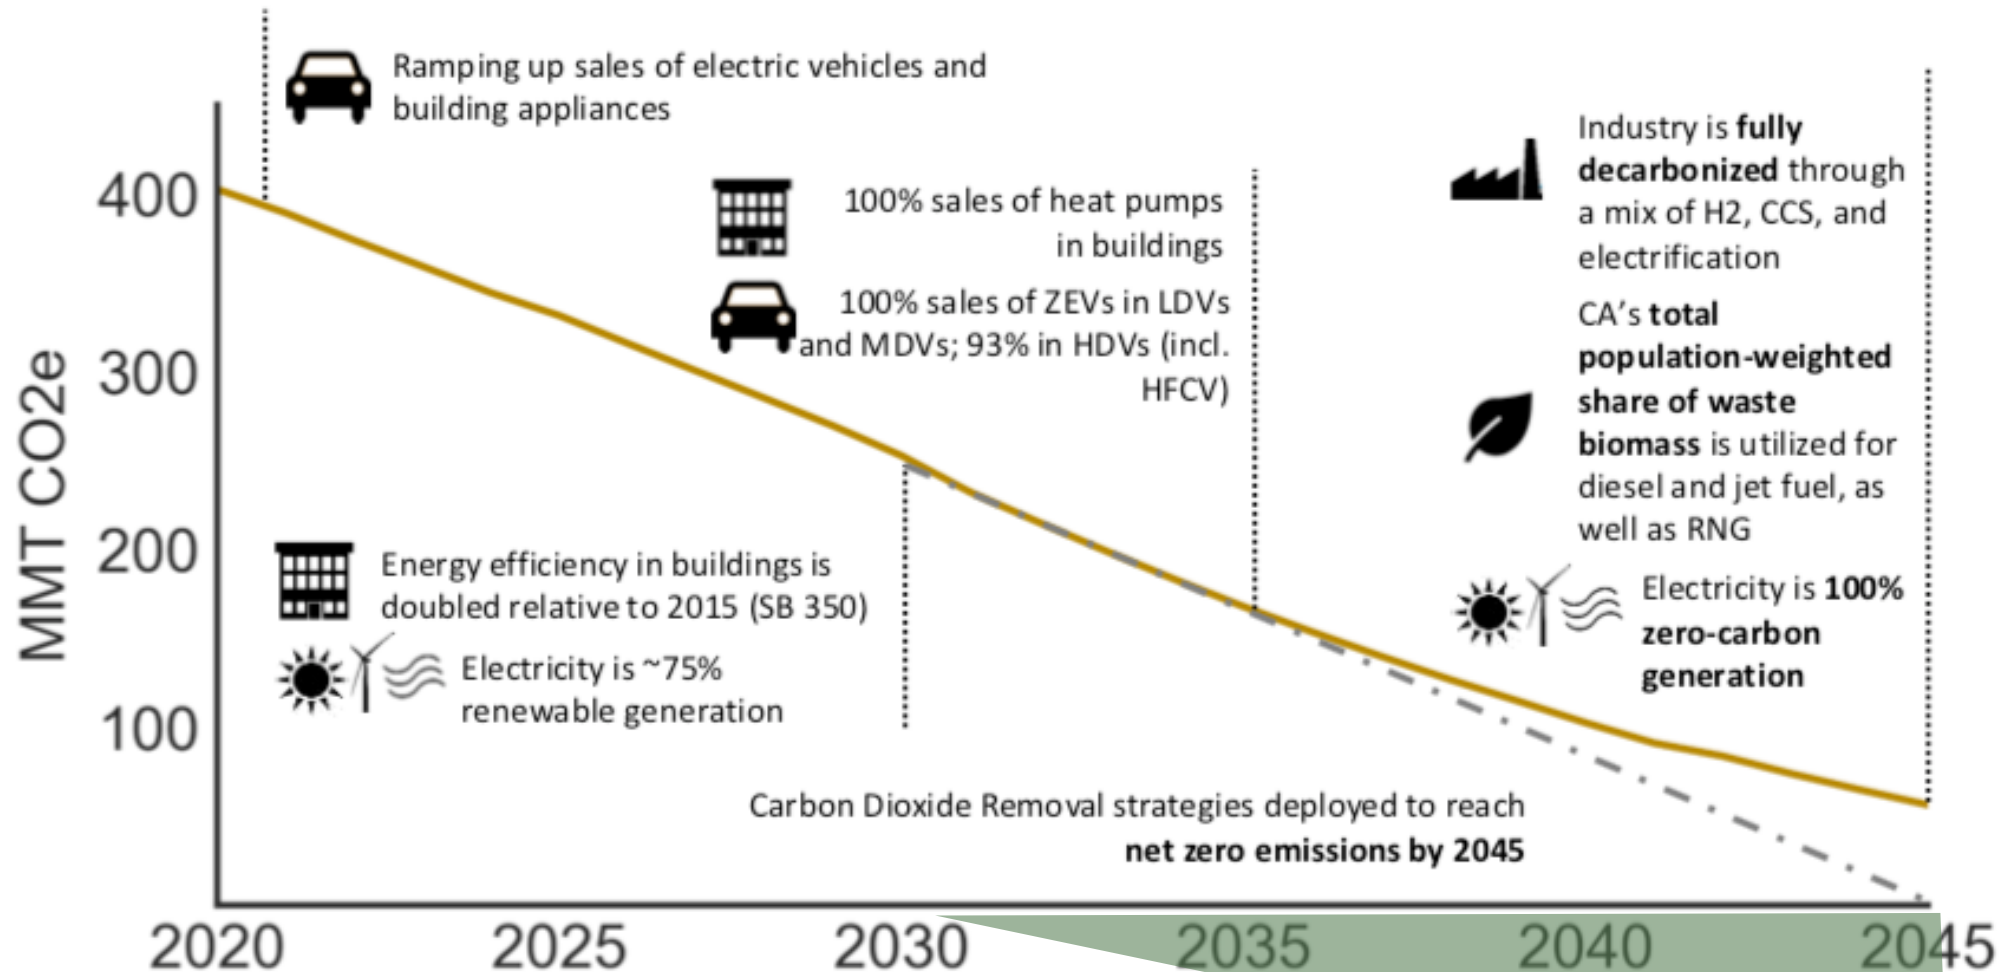 Ramping up sales of electric vehicles and
building appliances
MMT CO2e
400
300
200
100
100% sales of heat pumps
in buildings
100% sales of ZEVs in LDVs
and MDVs; 93% in HDVs (incl.
HFCV)
Industry is fully
decarbonized through
a mix of H2, CCS, and
electrification
CA's total
population-weighted
share of waste
biomass is utilized for
diesel and jet fuel, as
well as RNG
Electricity is 100%
zero-carbon
generation
Energy efficiency in buildings is
doubled relative to 2015 (SB 350)
Electricity is ~75%
renewable generation
Carbon Dioxide Removal strategies deployed to reach
net zero emissions by 2045
2020 2025 2030 2035 2040 2045